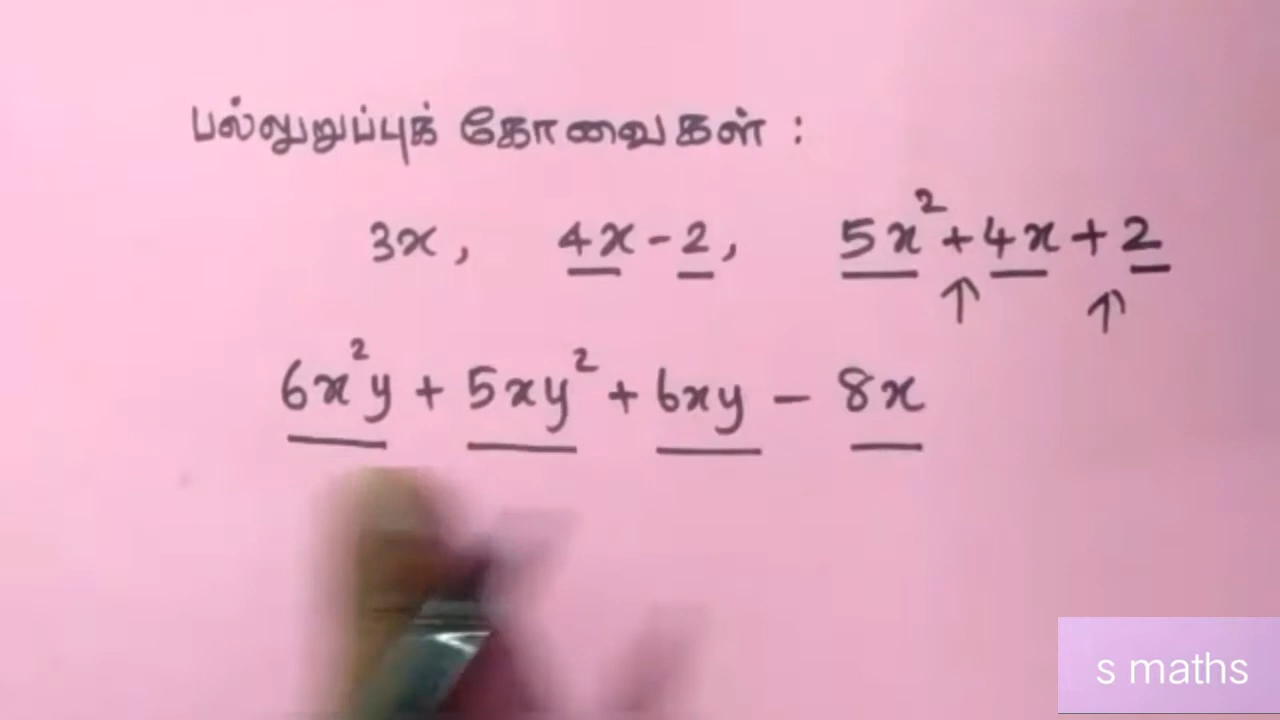 பல்லுறுப்புக் கோவைகள் :
3x, 4x - 2, 5x² + 4x + 2
6x²y + 5xy² + 6xy - 8x
s maths